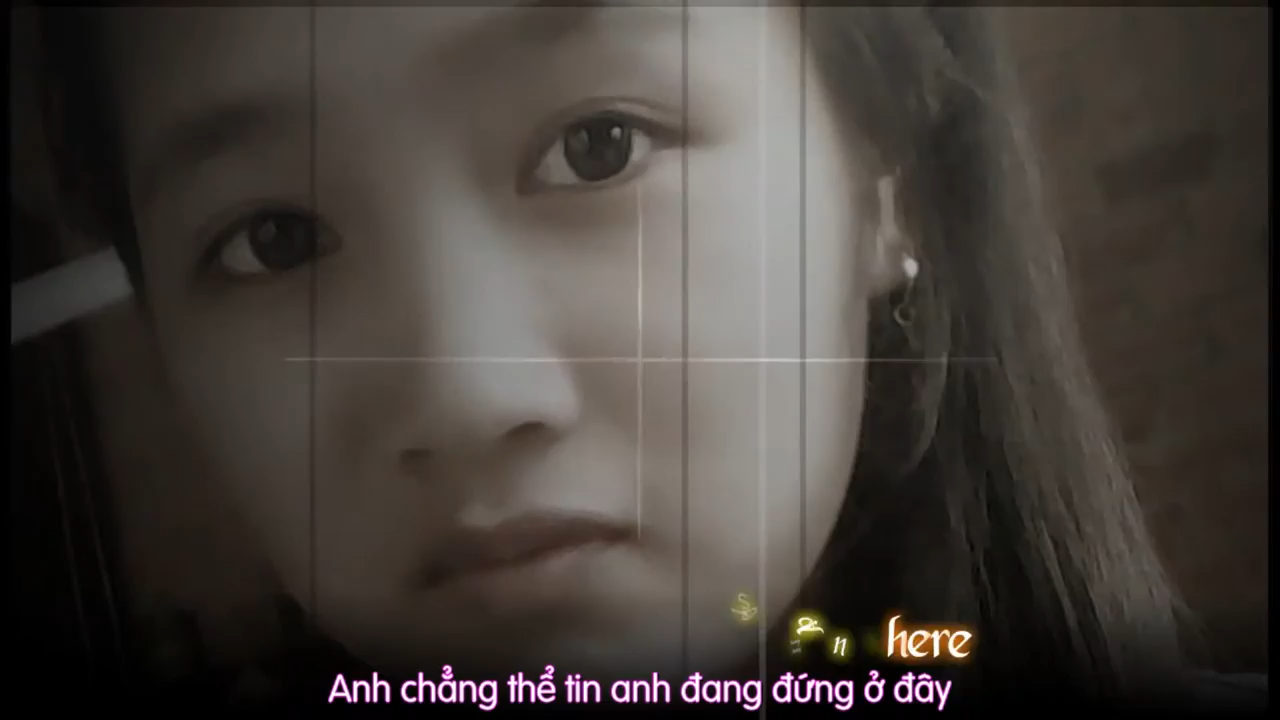 here
Anh chẳng thể tin anh đang đứng ở đây